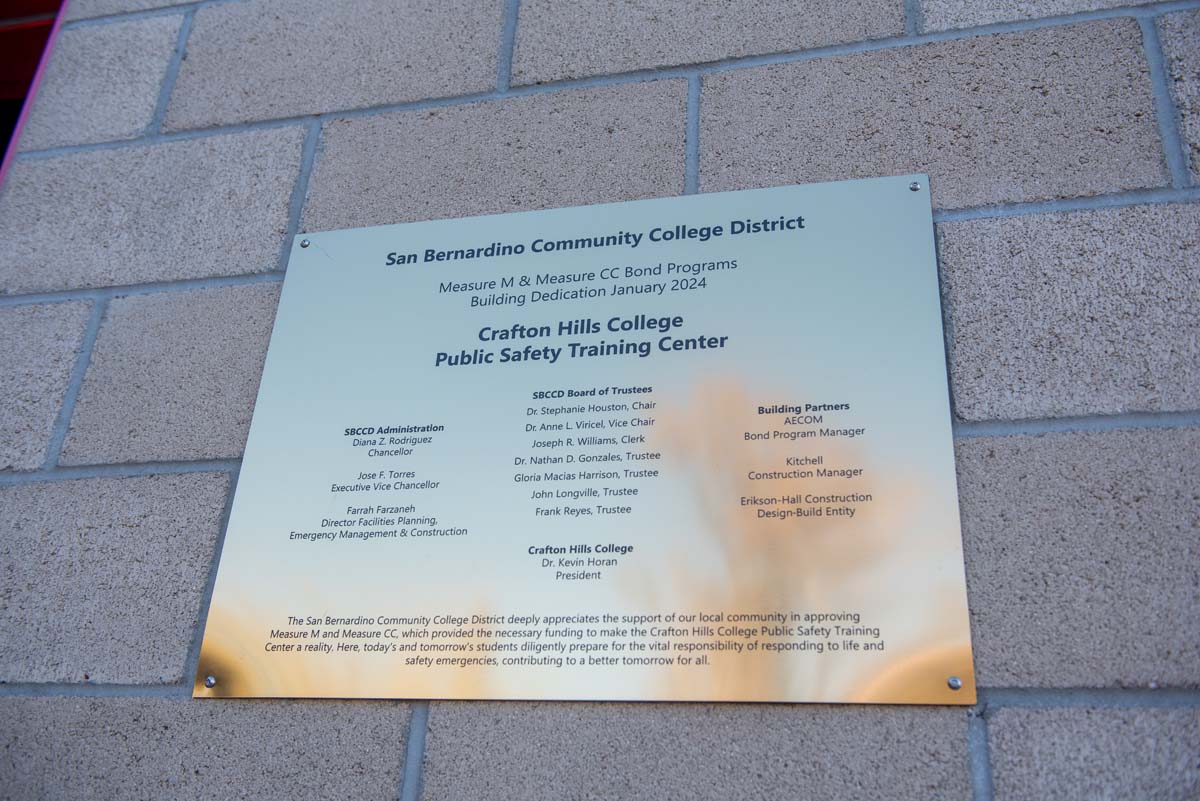 San Bernardino Community College District
Measure M & Measure CC Bond Programs
Building Dedication January 2024
Crafton Hills College
Public Safety Training Center
SBCCD Administration
Diana Z. Rodriguez
Chancellor
Jose F. Torres
Executive Vice Chancellor
Farrah Farzaneh
Director Facilities Planning,
Emergency Management & Construction
SBCCD Board of Trustees
Dr. Stephanie Houston, Chair
Dr. Anne L. Viricel, Vice Chair
Joseph R. Williams, Clerk
Dr. Nathan D. Gonzales, Trustee
Gloria Macias Harrison, Trustee
John Longville, Trustee
Frank Reyes, Trustee
Crafton Hills College
Dr. Kevin Horan
President
Building Partners
AECOM
Bond Program Manager
Kitchell
Construction Manager
Erikson-Hall Construction
Design-Build Entity
The San Bernardino Community College District deeply appreciates the support of our local community in approving
Measure M and Measure CC, which provided the necessary funding to make the Crafton Hills College Public Safety Training
Center a reality. Here, today's and tomorrow's students diligently prepare for the vital responsibility of responding to life and
safety emergencies, contributing to a better tomorrow for all.